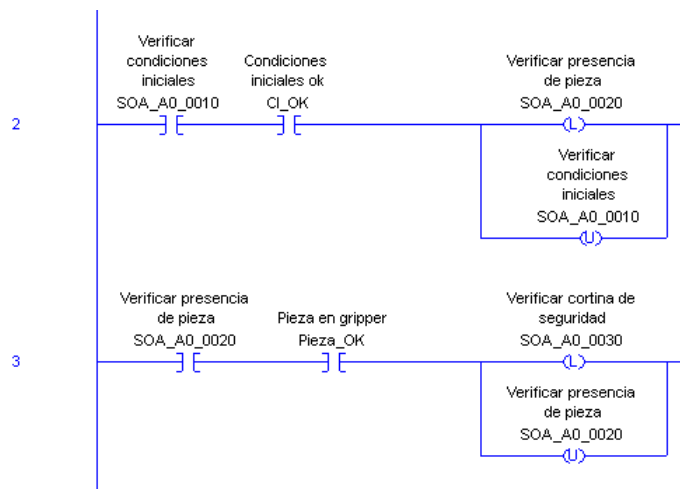 Verificar
condiciones
iniciales
SOA_A0_0010
Condiciones
iniciales ok
CI_OK
Verificar presencia
de pieza
SOA_A0_0020
2
L
Verificar
condiciones
iniciales
SOA_A0_0010
U
Verificar presencia
de pieza
SOA_A0_0020
Pieza en gripper
Pieza_OK
Verificar cortina de
seguridad
SOA_A0_0030
3
L
Verificar presencia
de pieza
SOA_A0_0020
U